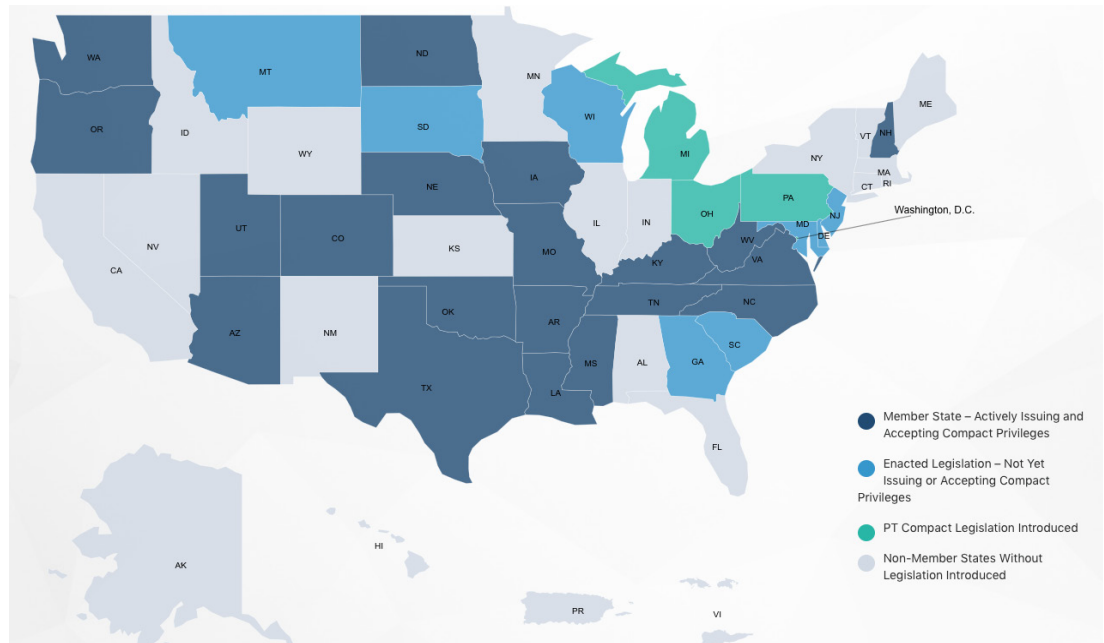 WA
ND
MT
MN
ME
OR
ID
SD
WI
VT
NH
WY
MI
NY
MA
CT
RI
NE
IA
PA
NJ
Washington, D.C.
NV
UT
CO
IL
IN
OH
MD
DE
WV
KS
MO
KY
VA
CA
AZ
NM
OK
AR
TN
NC
SC
TX
LA
MS
AL
GA
FL
Member State – Actively Issuing and
Accepting Compact Privileges
Enacted Legislation – Not Yet
Issuing or Accepting Compact
Privileges
PT Compact Legislation Introduced
Non-Member States Without
Legislation Introduced
AK
HI
PR
VI